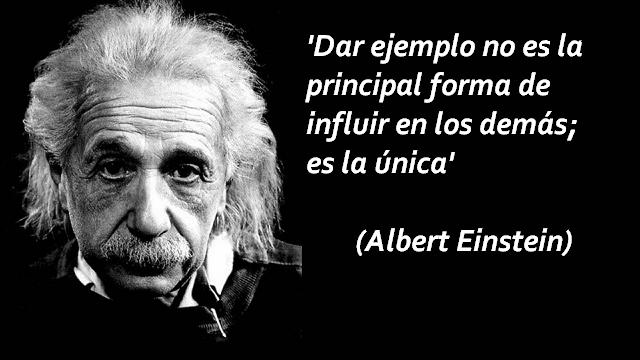 'Dar ejemplo no es la
principal forma de
influir en los demás;
es la única'
(Albert Einstein)